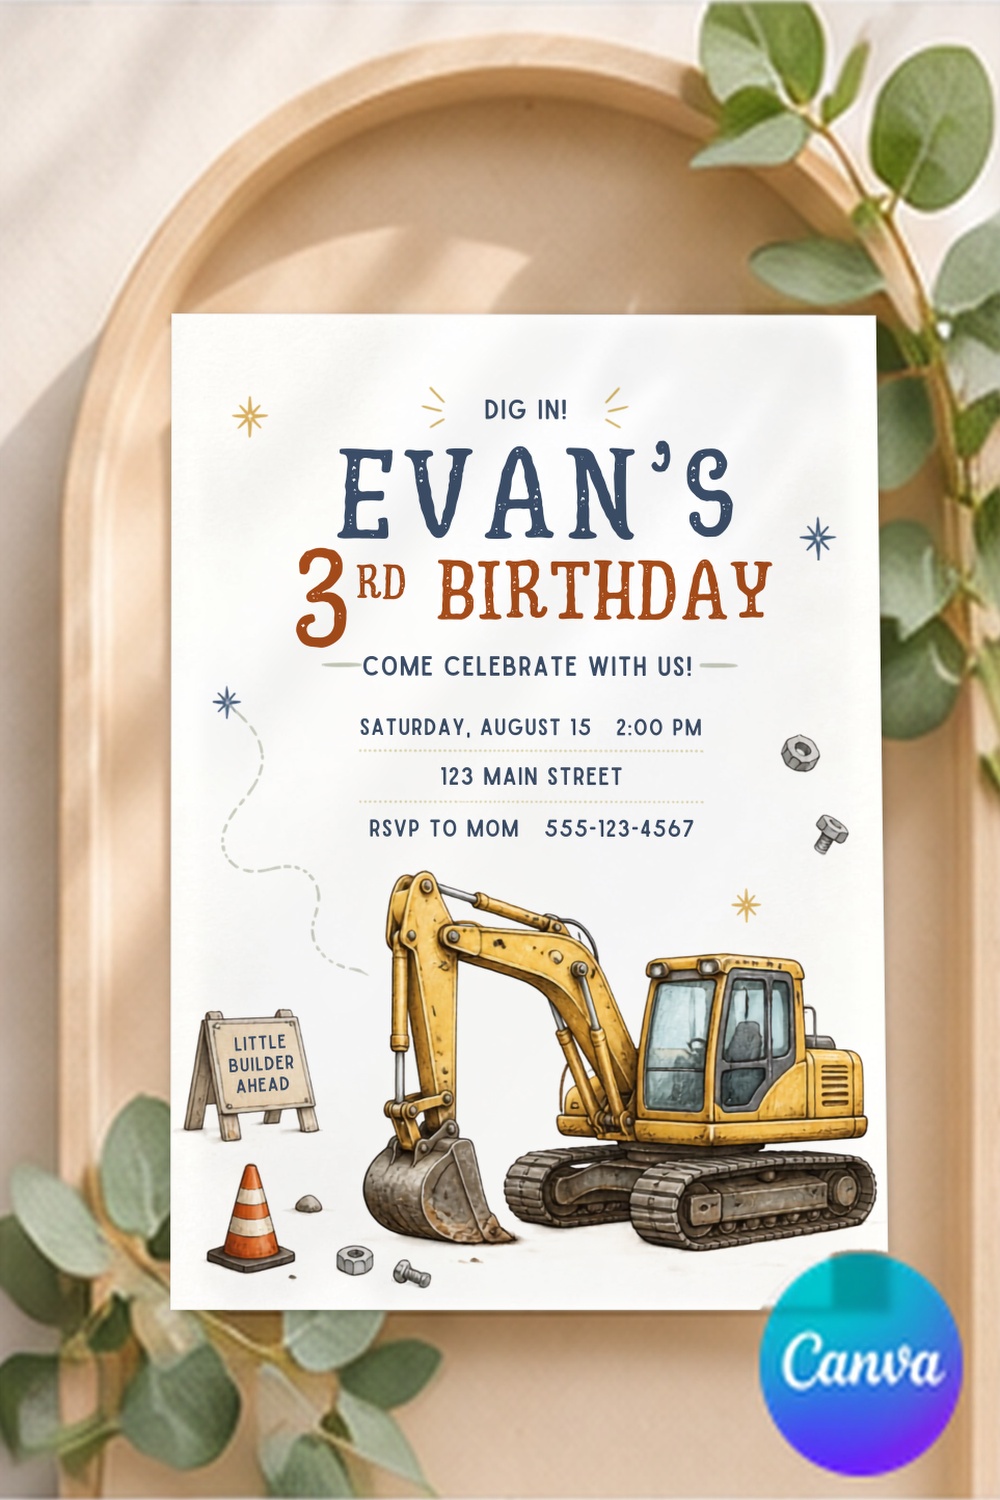 DIG IN!
EVAN'S
3RD BIRTHDAY
COME CELEBRATE WITH US!
SATURDAY, AUGUST 15 2:00 PM
123 MAIN STREET
RSVP TO MOM 555-123-4567
LITTLE
BUILDER
AHEAD
Canva